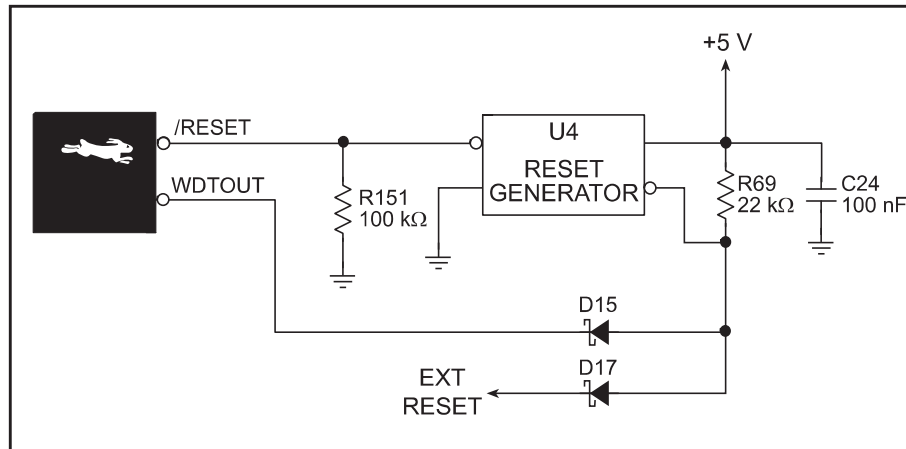 +5 V
/RESET
WDTOUT
R151
100 kΩ
U4
RESET
GENERATOR
R69
22 kΩ
C24
100 nF
D15
D17
EXT
RESET